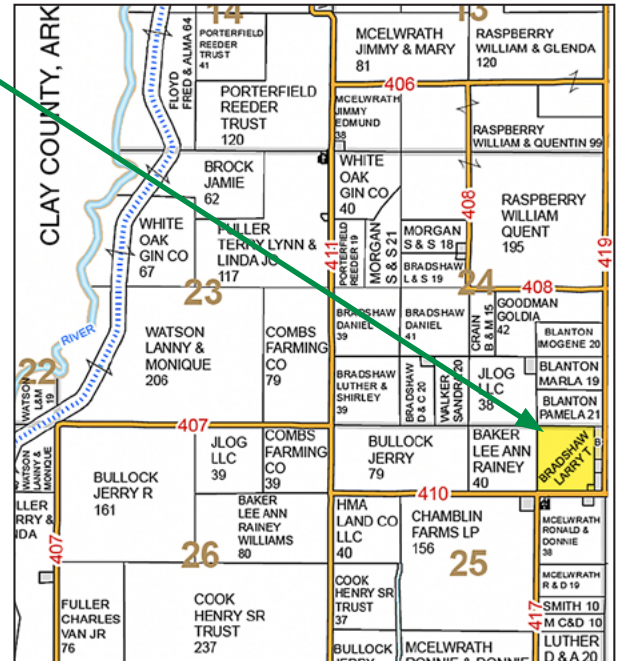 CLAY COUNTY, ARK
14
13
FLOYD
FRED & ALMA 64
PORTERFIELD
REEDER
TRUST
41
PORTERFIELD
REEDER
TRUST
120
MCELWRATH
JIMMY & MARY
81
RASPBERRY
WILLIAM & GLENDA
120
406
MCELWRATH
JIMMY
EDMUND
38
RASPBERRY
WILLIAM & QUENTIN 99
BROCK
JAMIE
62
WHITE
OAK
GIN CO
40
408
RASPBERRY
WILLIAM
QUENT
195
WHITE
OAK
GIN CO
67
FULLER
TERRY LYNN &
LINDA JO
117
411
PORTERFIELD
REEDER 19
MORGAN
S & S 21
MORGAN
S & S 18
BRADSHAW
L & S 19
419
23
24
408
RIVER
WATSON
LANNY &
MONIQUE
206
COMBS
FARMING
CO
79
BRADSHAW
DANIEL
39
BRADSHAW
DANIEL
41
CRAIN
B & M 15
GOODMAN
GOLDIA
42
BLANTON
IMOGENE 20
22
WATSON
L&M
19
BRADSHAW
LUTHER &
SHIRLEY
39
BRADSHAW
D & C 20
WALKER
SANDRA 20
JLOG
LLC
38
BLANTON
MARLA 19
BLANTON
PAMELA 21
407
WATSON
LANNY &
MONIQUE
BULLOCK
JERRY R
161
JLOG
LLC
39
COMBS
FARMING
CO
39
BULLOCK
JERRY
79
BAKER
LEE ANN
RAINEY
40
BRADSHAW
LARRY T
B
410
LLER
RRY &
NDA
BAKER
LEE ANN
RAINEY
WILLIAMS
80
HMA
LAND CO
LLC
40
CHAMBLIN
FARMS LP
156
MCELWRATH
RONALD &
DONNIE
38
407
26
25
MCELWRATH
R & D 19
FULLER
CHARLES
VAN JR
76
COOK
HENRY SR
TRUST
237
COOK
HENRY SR
TRUST
37
417
SMITH 10
M C&D 10
BULLOCK
JERRY
MCELWRATH
RONNIE & DONNIE
LUTHER
D & A 20